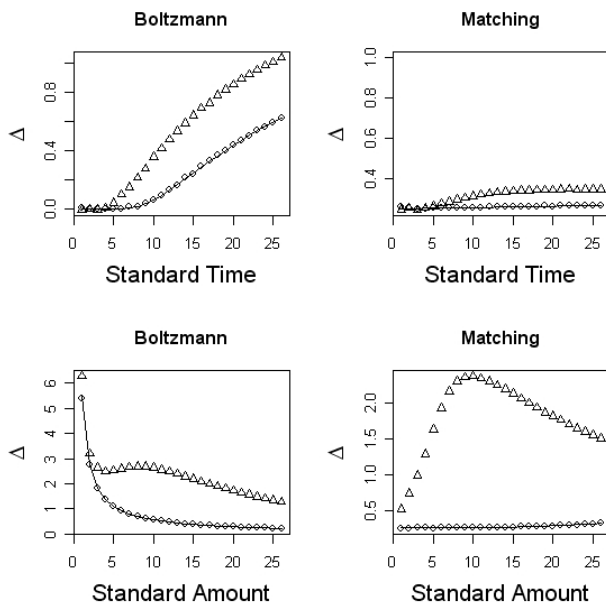 Boltzmann
Δ
0.0 0.4 0.8
0 5 10 15 20 25
Standard Time
Matching
Δ
0.4 0.6 0.8 1.0
0 5 10 15 20 25
Standard Time
Boltzmann
Δ
0 1 2 3 4 5 6
0 5 10 15 20 25
Standard Amount
Matching
Δ
0.5 1.0 1.5 2.0
0 5 10 15 20 25
Standard Amount